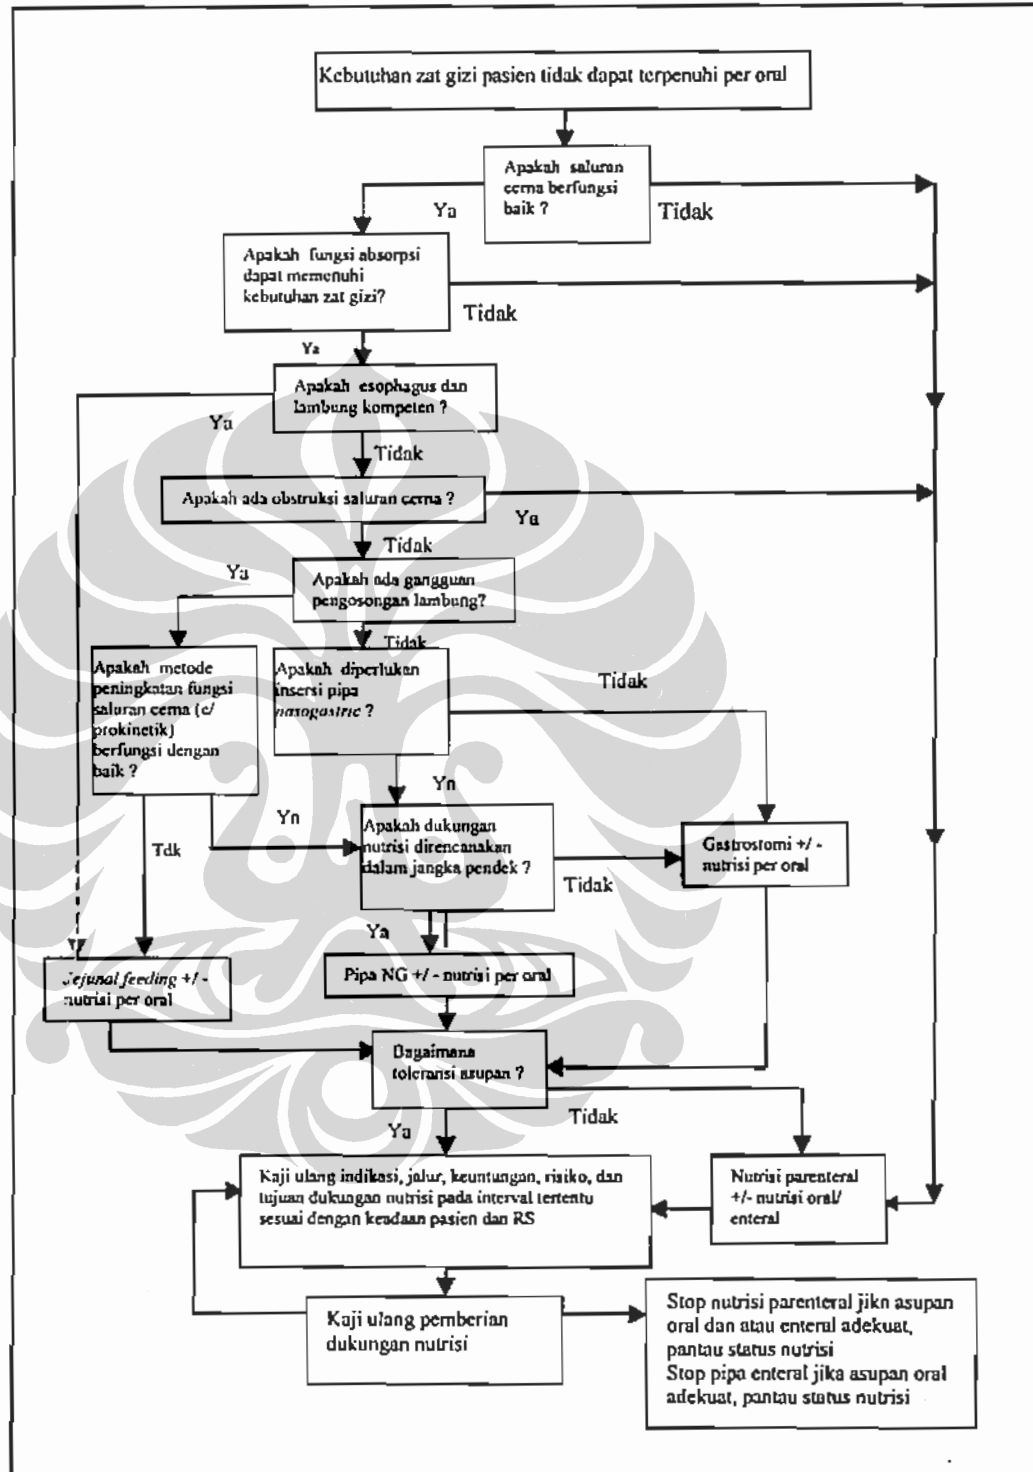 Kebutuhan zat gizi pasien tidak dapat terpenuhi per oral
Apakah saluran
cerna berfungsi
baik ?
Ya
Tidak
Apakah fungsi absorpsi
dapat memenuhi
kebutuhan zat gizi?
Tidak
Ya
Apakah esophagus dan
lambung kompeten ?
Ya
Tidak
Apakah ada obstruksi saluran cerna ?
Ya
Tidak
Apakah ada gangguan
pengosongan lambung?
Ya
Tidak
Apakah metode
peningkatan fungsi
saluran cerna (c/
prokinetik)
berfungsi dengan
baik ?
Apakah diperlukan
insersi pipa
nasogastric ?
Tidak
Ya
Ya
Tdk
Apakah dukungan
nutrisi direncanakan
dalam jangka pendek ?
Tidak
Gastrostomi +/ -
nutrisi per oral
Ya
Jejunal feeding +/ -
nutrisi per oral
Pipa NG +/ - nutrisi per oral
Bagaimana
toleransi asupan ?
Tidak
Ya
Kaji ulang indikasi, jalur, keuntungan, risiko, dan
tujuan dukungan nutrisi pada interval tertentu
sesuai dengan keadaan pasien dan RS
Nutrisi parenteral
+/- nutrisi oral/
enteral
Kaji ulang pemberian
dukungan nutrisi
Stop nutrisi parenteral jika asupan
oral dan atau enteral adekuat,
pantau status nutrisi
Stop pipa enteral jika asupan oral
adekuat, pantau status nutrisi